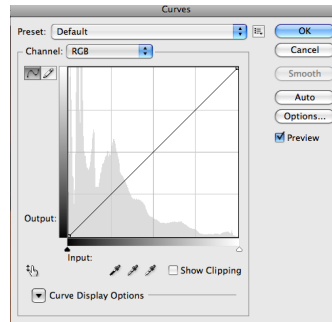 Curves
Preset: Default
OK
Channel: RGB
Cancel
Smooth
Auto
Options...
Preview
Output:
Input:
Show Clipping
Curve Display Options